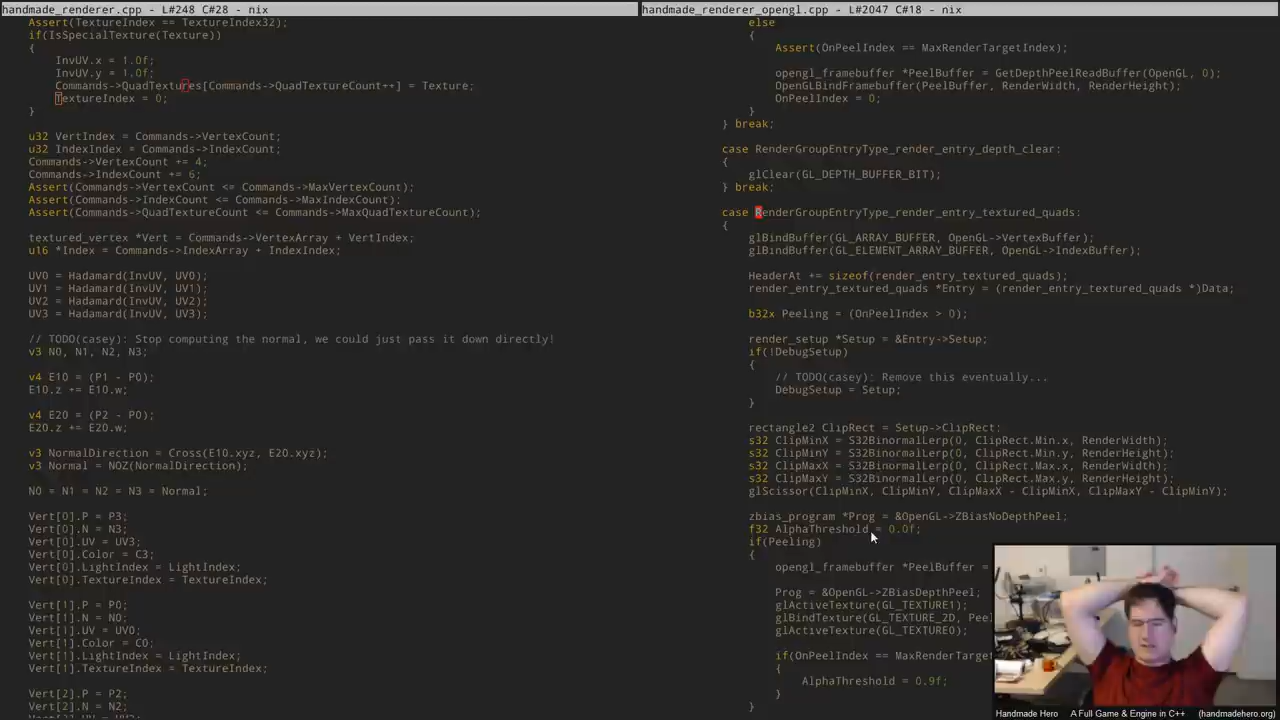 handmade_renderer.cpp - L#248 C#28 - nix
Assert(TextureIndex == TextureIndex32);
if(IsSpecialTexture(Texture))
{
InvUV.x = 1.0f;
InvUV.y = 1.0f;
Commands->QuadTextures[Commands->QuadTextureCount++] = Texture;
TextureIndex = 0;
}
u32 VertIndex = Commands->VertexCount;
u32 IndexIndex = Commands->IndexCount;
Commands->VertexCount += 4;
Commands->IndexCount += 6;
Assert(Commands->VertexCount <= Commands->MaxVertexCount);
Assert(Commands->IndexCount <= Commands->MaxIndexCount);
Assert(Commands->QuadTextureCount <= Commands->MaxQuadTextureCount);
textured_vertex *Vert = Commands->VertexArray + VertIndex;
u16 *Index = Commands->IndexArray + IndexIndex;
UV0 = Hadamard(InvUV, UV0);
UV1 = Hadamard(InvUV, UV1);
UV2 = Hadamard(InvUV, UV2);
UV3 = Hadamard(InvUV, UV3);
// TODO(casey): Stop computing the normal, we could just pass it down directly!
v3 N0, N1, N2, N3;
v4 E10 = (P1 - P0);
E10.z += E10.w;
v4 E20 = (P2 - P0);
E20.z += E20.w;
v3 NormalDirection = Cross(E10.xyz, E20.xyz);
v3 Normal = NOZ(NormalDirection);
N0 = N1 = N2 = N3 = Normal;
Vert[0].P = P3;
Vert[0].N = N3;
Vert[0].UV = UV3;
Vert[0].Color = C3;
Vert[0].LightIndex = LightIndex;
Vert[0].TextureIndex = TextureIndex;
Vert[1].P = P0;
Vert[1].N = N0;
Vert[1].UV = UV0;
Vert[1].Color = C0;
Vert[1].LightIndex = LightIndex;
Vert[1].TextureIndex = TextureIndex;
Vert[2].P = P2;
Vert[2].N = N2;
handmade_renderer_opengl.cpp - L#2047 C#18 - nix
else
{
Assert(OnPeelIndex == MaxRenderTargetIndex);
opengl_framebuffer *PeelBuffer = GetDepthPeelReadBuffer(OpenGL, 0);
OpenGLBindFramebuffer(PeelBuffer, RenderWidth, RenderHeight);
OnPeelIndex = 0;
}
} break;
case RenderGroupEntryType_render_entry_depth_clear:
{
glClear(GL_DEPTH_BUFFER_BIT);
} break;
case RenderGroupEntryType_render_entry_textured_quads:
{
glBindBuffer(GL_ARRAY_BUFFER, OpenGL->VertexBuffer);
glBindBuffer(GL_ELEMENT_ARRAY_BUFFER, OpenGL->IndexBuffer);
HeaderAt += sizeof(render_entry_textured_quads);
render_entry_textured_quads *Entry = (render_entry_textured_quads *)Data;
b32x Peeling = (OnPeelIndex > 0);
render_setup *Setup = &Entry->Setup;
if(!DebugSetup)
{
// TODO(casey): Remove this eventually...
DebugSetup = Setup;
}
rectangle2 ClipRect = Setup->ClipRect;
s32 ClipMinX = S32BinormalLerp(0, ClipRect.Min.x, RenderWidth);
s32 ClipMinY = S32BinormalLerp(0, ClipRect.Min.y, RenderHeight);
s32 ClipMaxX = S32BinormalLerp(0, ClipRect.Max.x, RenderWidth);
s32 ClipMaxY = S32BinormalLerp(0, ClipRect.Max.y, RenderHeight);
glScissor(ClipMinX, ClipMinY, ClipMaxX - ClipMinX, ClipMaxY - ClipMinY);
zbias_program *Prog = &OpenGL->ZBiasNoDepthPeel;
f32 AlphaThreshold = 0.0f;
if(Peeling)
{
opengl_framebuffer *PeelBuffer =
Prog = &OpenGL->ZBiasDepthPeel;
glActiveTexture(GL_TEXTURE1);
glBindTexture(GL_TEXTURE_2D, Pee
glActiveTexture(GL_TEXTURE0);
if(OnPeelIndex == MaxRenderTarget
{
AlphaThreshold = 0.9f;
}
}
Handmade Hero A Full Game & Engine in C++ (handmadehero.org)